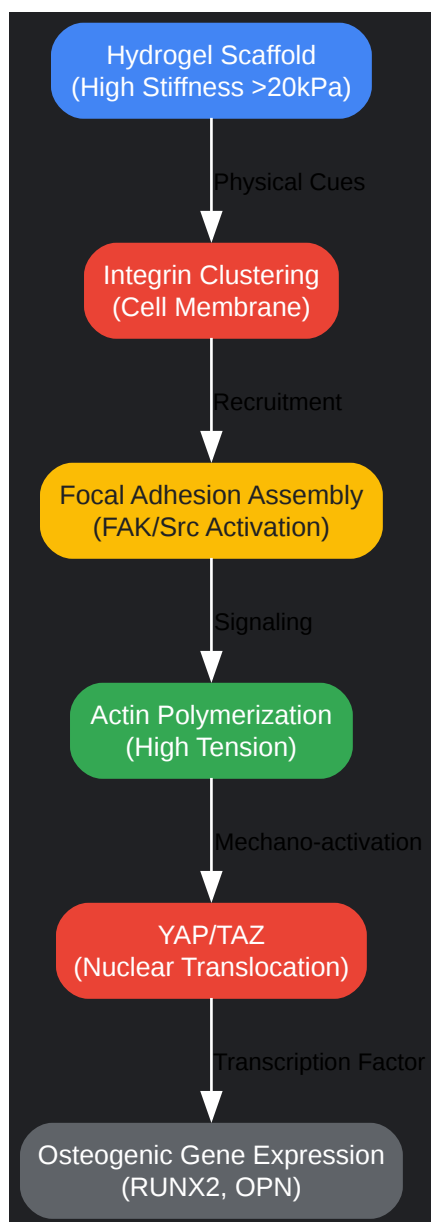 Hydrogel Scaffold
(High Stiffness >20kPa)
Physical Cues
Integrin Clustering
(Cell Membrane)
Recruitment
Focal Adhesion Assembly
(FAK/Src Activation)
Signaling
Actin Polymerization
(High Tension)
Mechano-activation
YAP/TAZ
(Nuclear Translocation)
Transcription Factor
Osteogenic Gene Expression
(RUNX2, OPN)